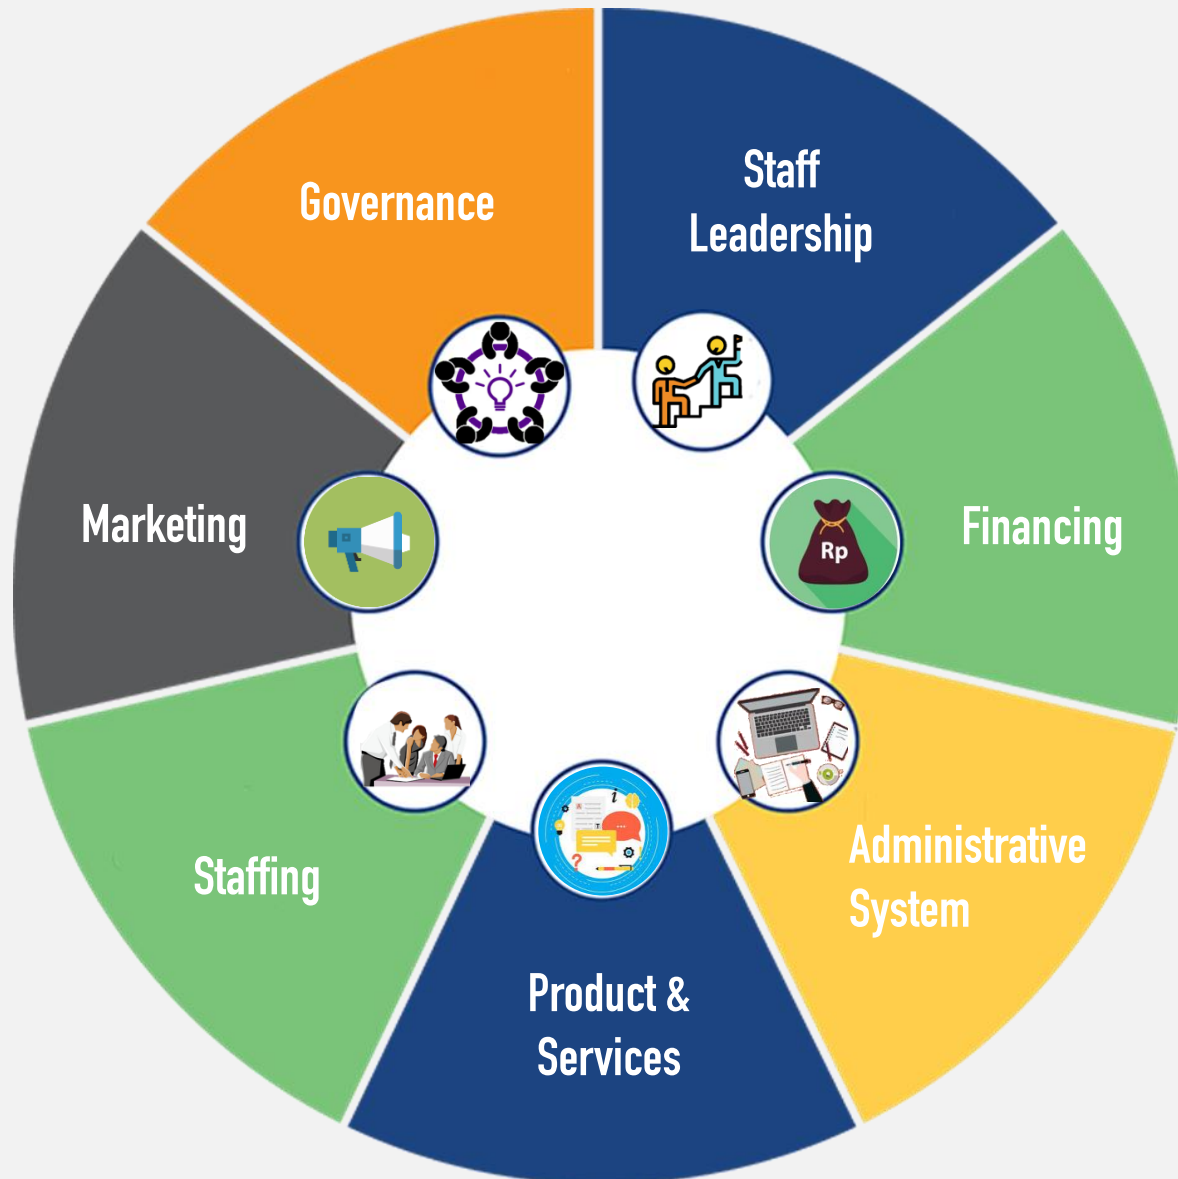 Governance
Staff
Leadership
Marketing
Financing
Rp
Administrative
System
Staffing
Product &
Services